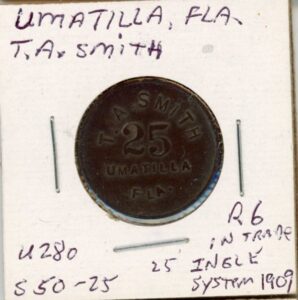 UMATILLA, FLA.
T.A. SMITH
T. A. SMITH
25
UMATILLA
FLA.
U280
S50-25
R6
IN TRADE
25 INGLE
SYSTEM 1909